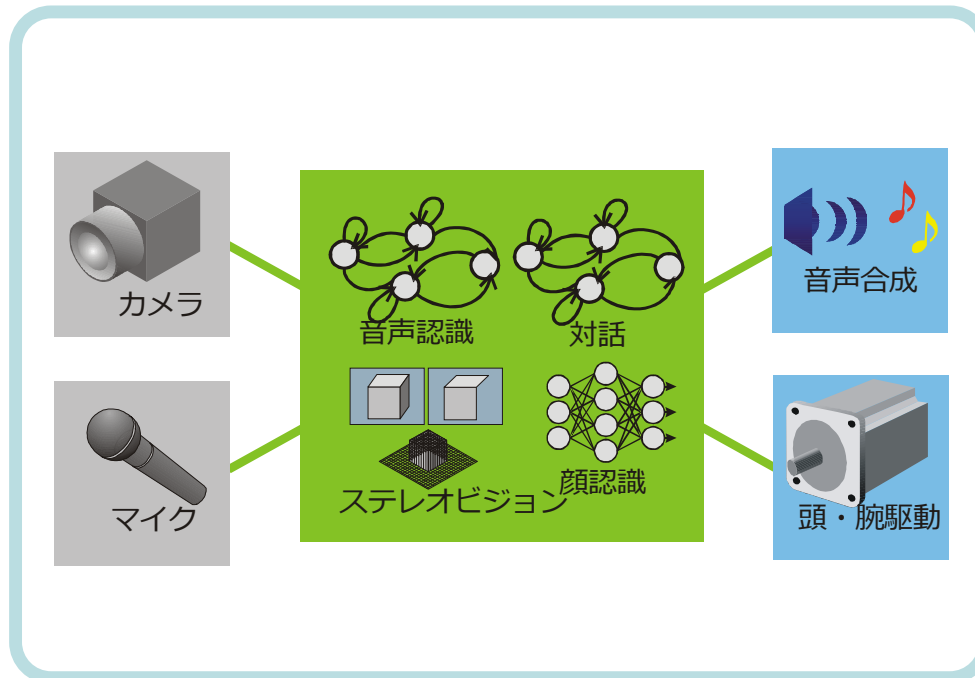 カメラ
マイク
音声認識
対話
ステレオビジョン
顔認識
音声合成
頭・腕駆動